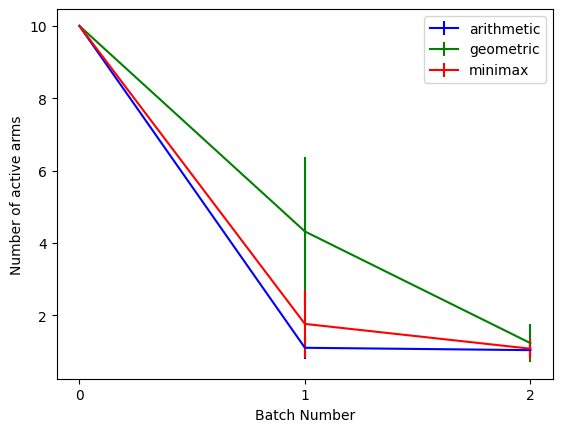 arithmetic
geometric
minimax
Number of active arms
10
8
6
4
2
0
1
2
Batch Number